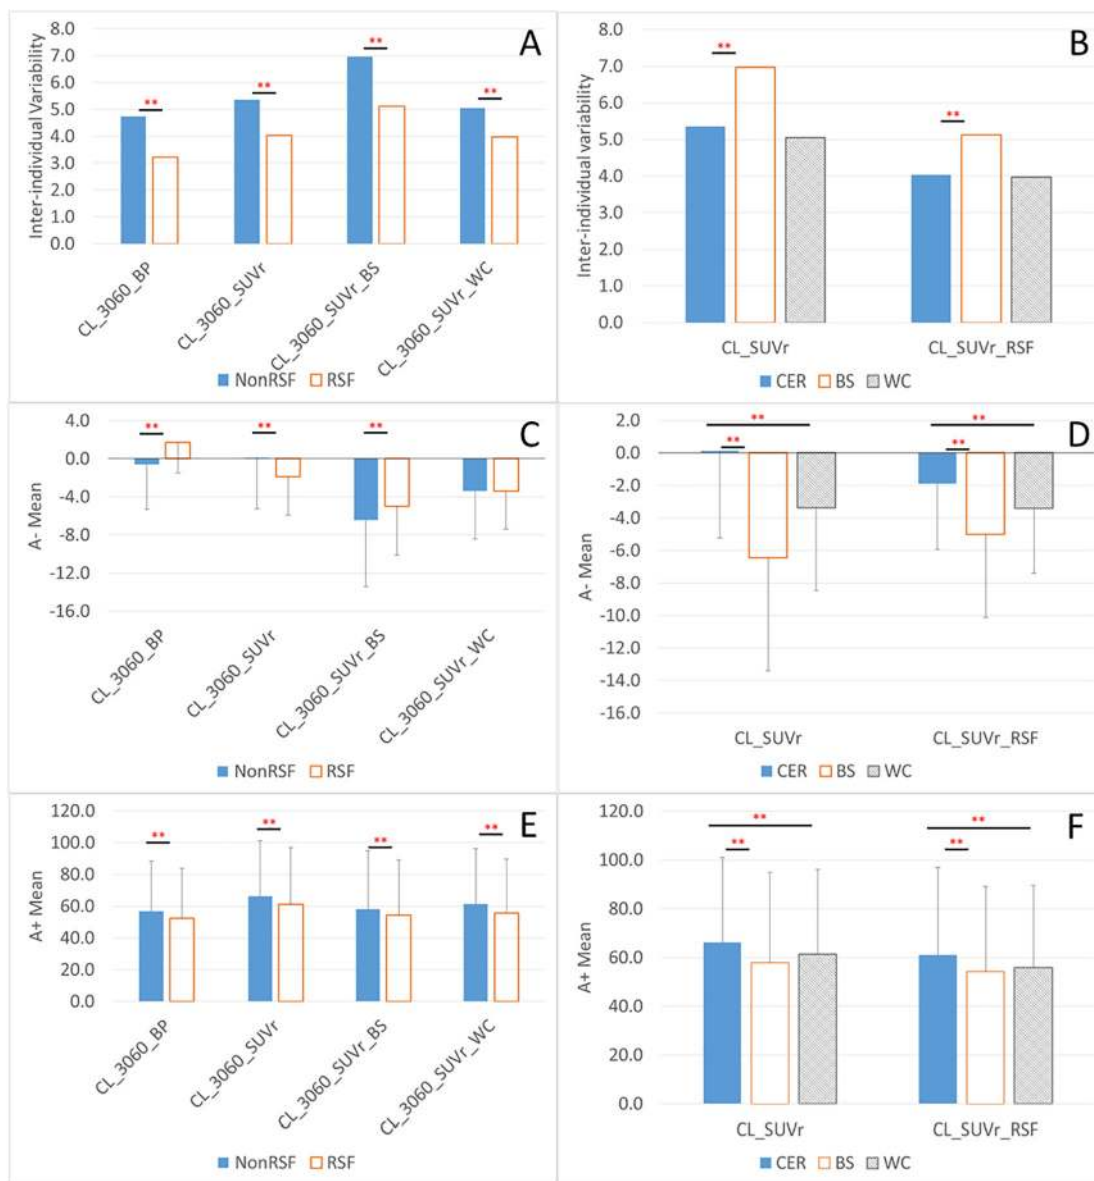 A
Inter-individual Variability
8.0
7.0
6.0
5.0
4.0
3.0
2.0
1.0
0.0
**
**
**
**
CL_3060_BP
CL_3060_SUVr
CL_3060_SUVr_BS
CL_3060_SUVr_WC
NonRSF RSF
B
Inter-individual variability
8.0
7.0
6.0
5.0
4.0
3.0
2.0
1.0
0.0
**
**
CL_SUVr CL_SUVr_RSF
CER BS WC
C
A- Mean
4.0
0.0
-4.0
-8.0
-12.0
-16.0
**
**
**
CL_3060_BP
CL_3060_SUVr
CL_3060_SUVr_BS
CL_3060_SUVr_WC
NonRSF RSF
D
A- Mean
2.0
0.0
-2.0
-4.0
-6.0
-8.0
-10.0
-12.0
-14.0
-16.0
**
**
**
**
CL_SUVr CL_SUVr_RSF
CER BS WC
E
A+ Mean
120.0
100.0
80.0
60.0
40.0
20.0
0.0
**
**
**
**
CL_3060_BP
CL_3060_SUVr
CL_3060_SUVr_BS
CL_3060_SUVr_WC
NonRSF RSF
F
A+ Mean
120.0
100.0
80.0
60.0
40.0
20.0
0.0
**
**
**
**
CL_SUVr CL_SUVr_RSF
CER BS WC